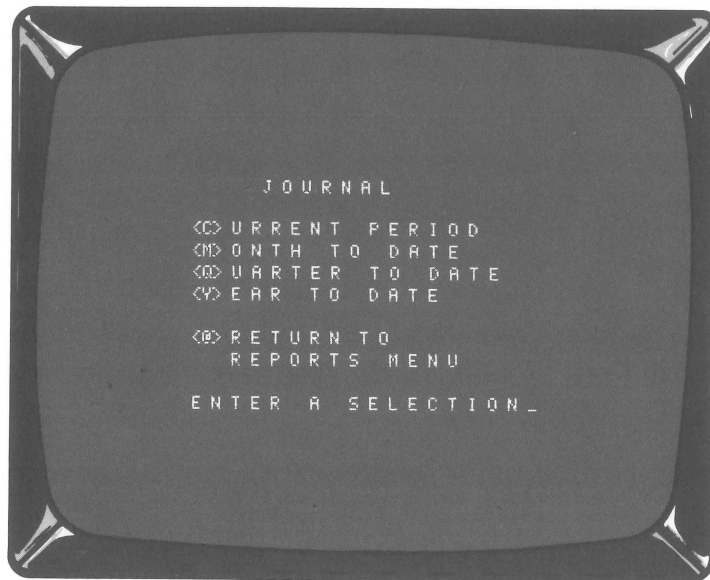 JOURNAL
<C>URRENT PERIOD
<M>ONTH TO DATE
<Q>UARTER TO DATE
<Y>EAR TO DATE
<@>RETURN TO
REPORTS MENU
ENTER A SELECTION_